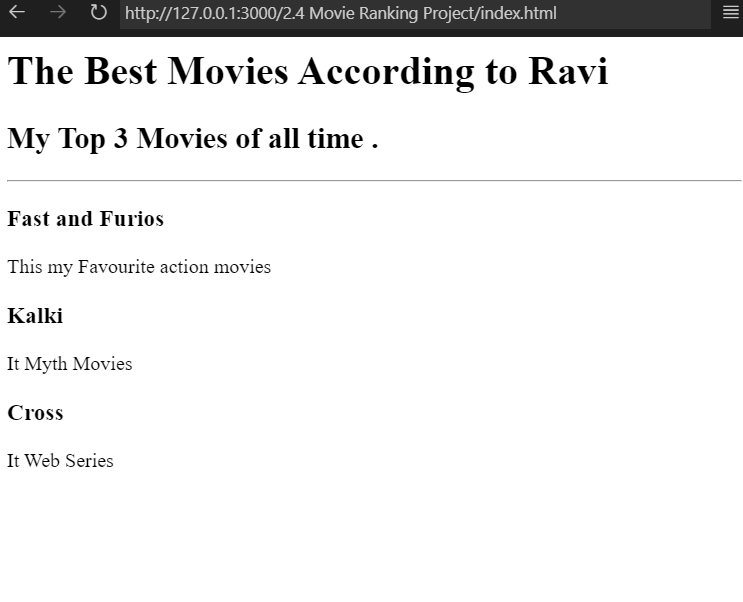 http://127.0.0.1:3000/2.4 Movie Ranking Project/index.html
The Best Movies According to Ravi
My Top 3 Movies of all time .
Fast and Furios
This my Favourite action movies
Kalki
It Myth Movies
Cross
It Web Series